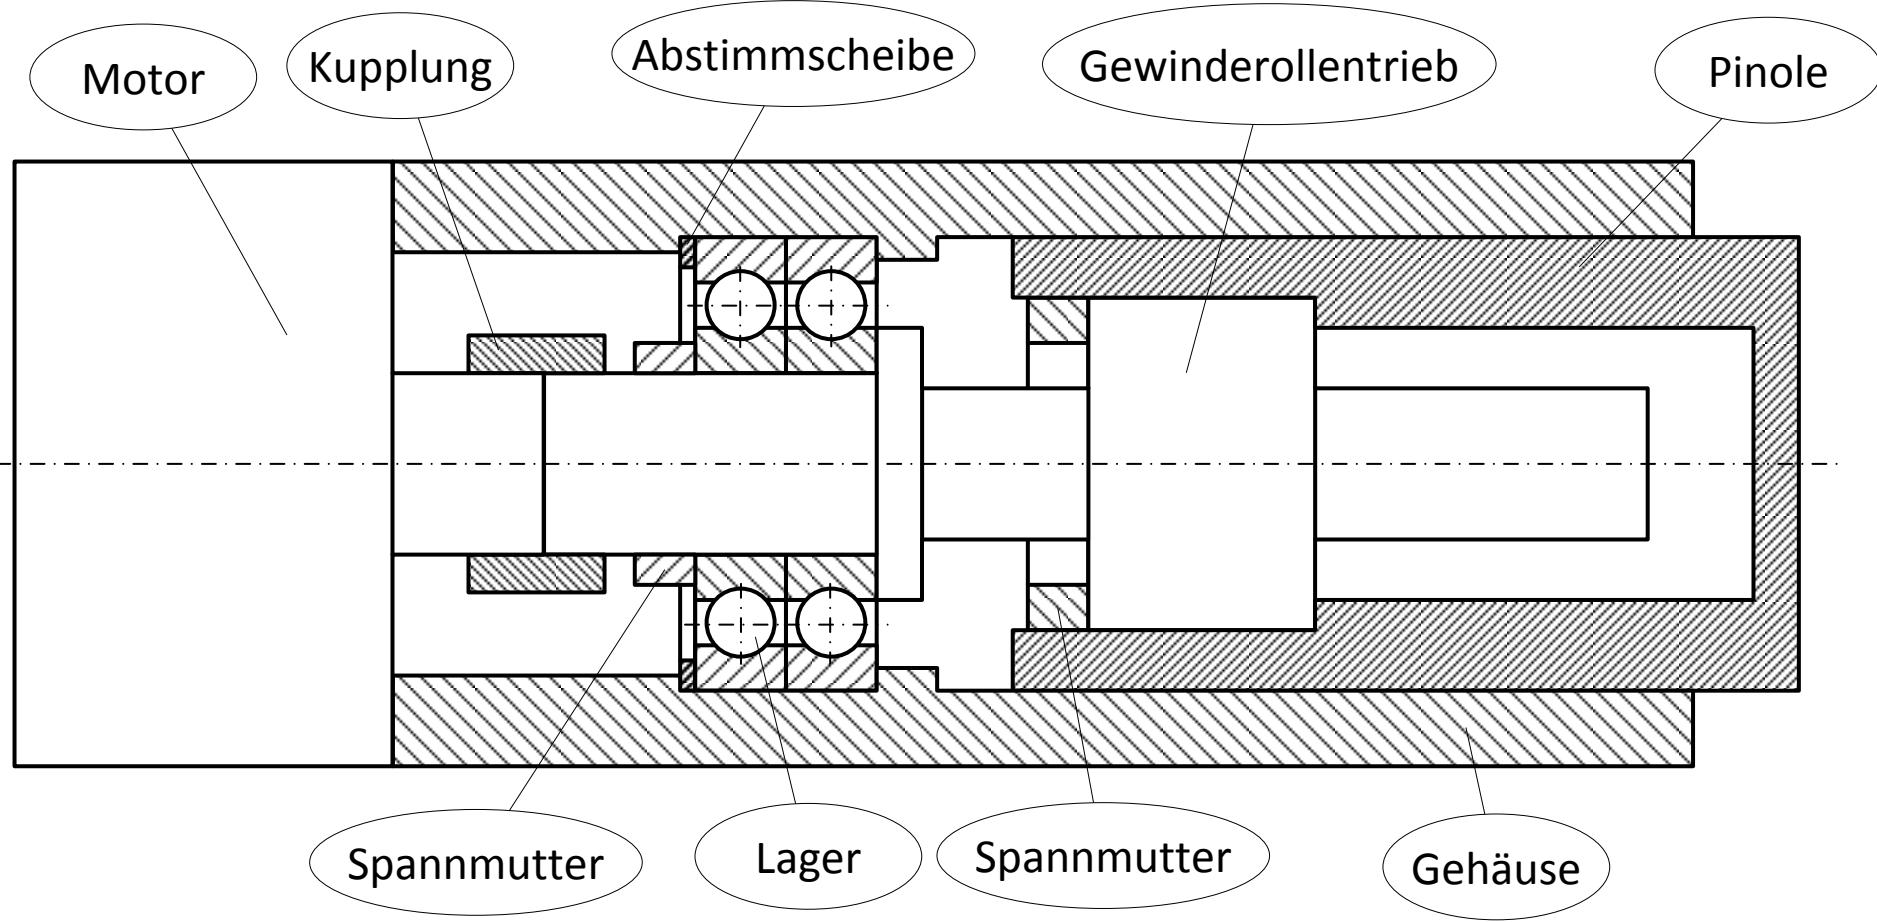 Motor
Kupplung
Abstimmscheibe
Gewinderollentrieb
Pinole
Spannmutter
Lager
Spannmutter
Gehäuse